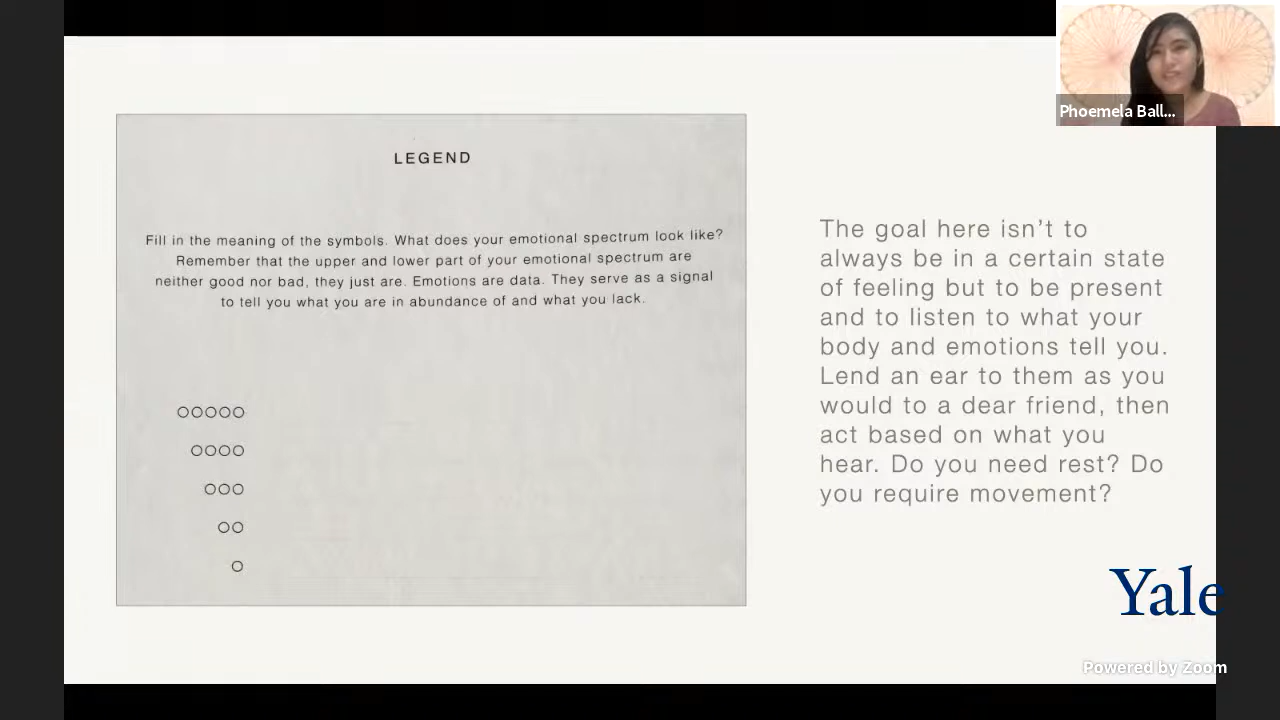 LEGEND
Fill in the meaning of the symbols. What does your emotional spectrum look like?
Remember that the upper and lower part of your emotional spectrum are
neither good nor bad, they just are. Emotions are data. They serve as a signal
to tell you what you are in abundance of and what you lack.
The goal here isn’t to
always be in a certain state
of feeling but to be present
and to listen to what your
body and emotions tell you.
Lend an ear to them as you
would to a dear friend, then
act based on what you
hear. Do you need rest? Do
you require movement?
Phoemela Ball...
Yale
Powered by Zoom